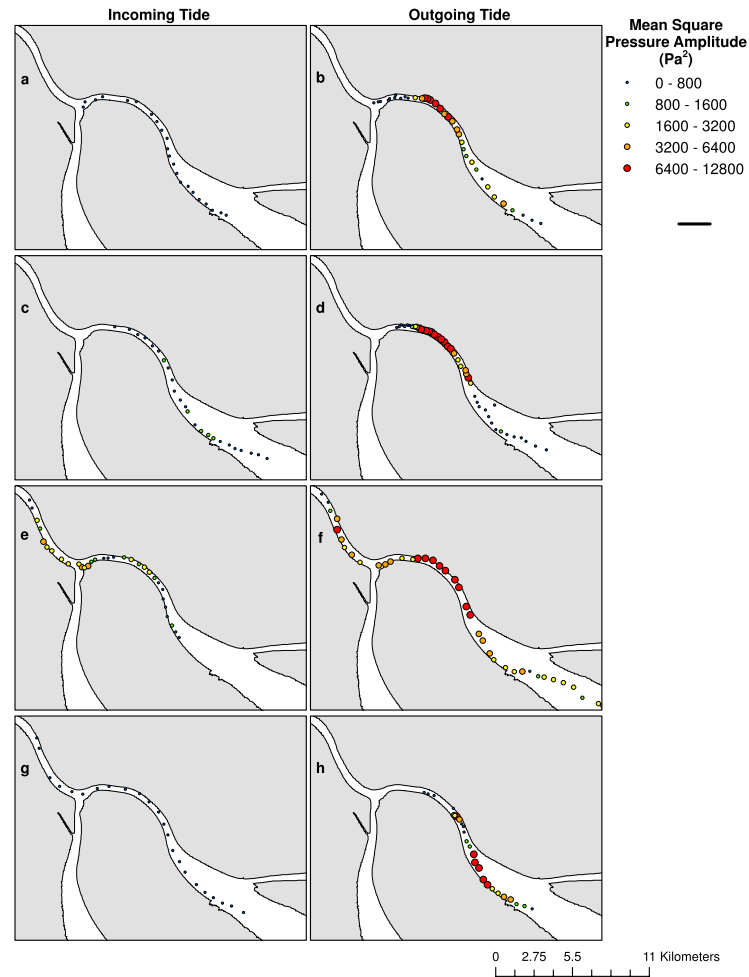 Incoming Tide
Outgoing Tide
Mean Square
Pressure Amplitude
(Pa²)
0 - 800
800 - 1600
1600 - 3200
3200 - 6400
6400 - 12800
a
b
c
d
e
f
g
h
0 2.75 5.5 11 Kilometers